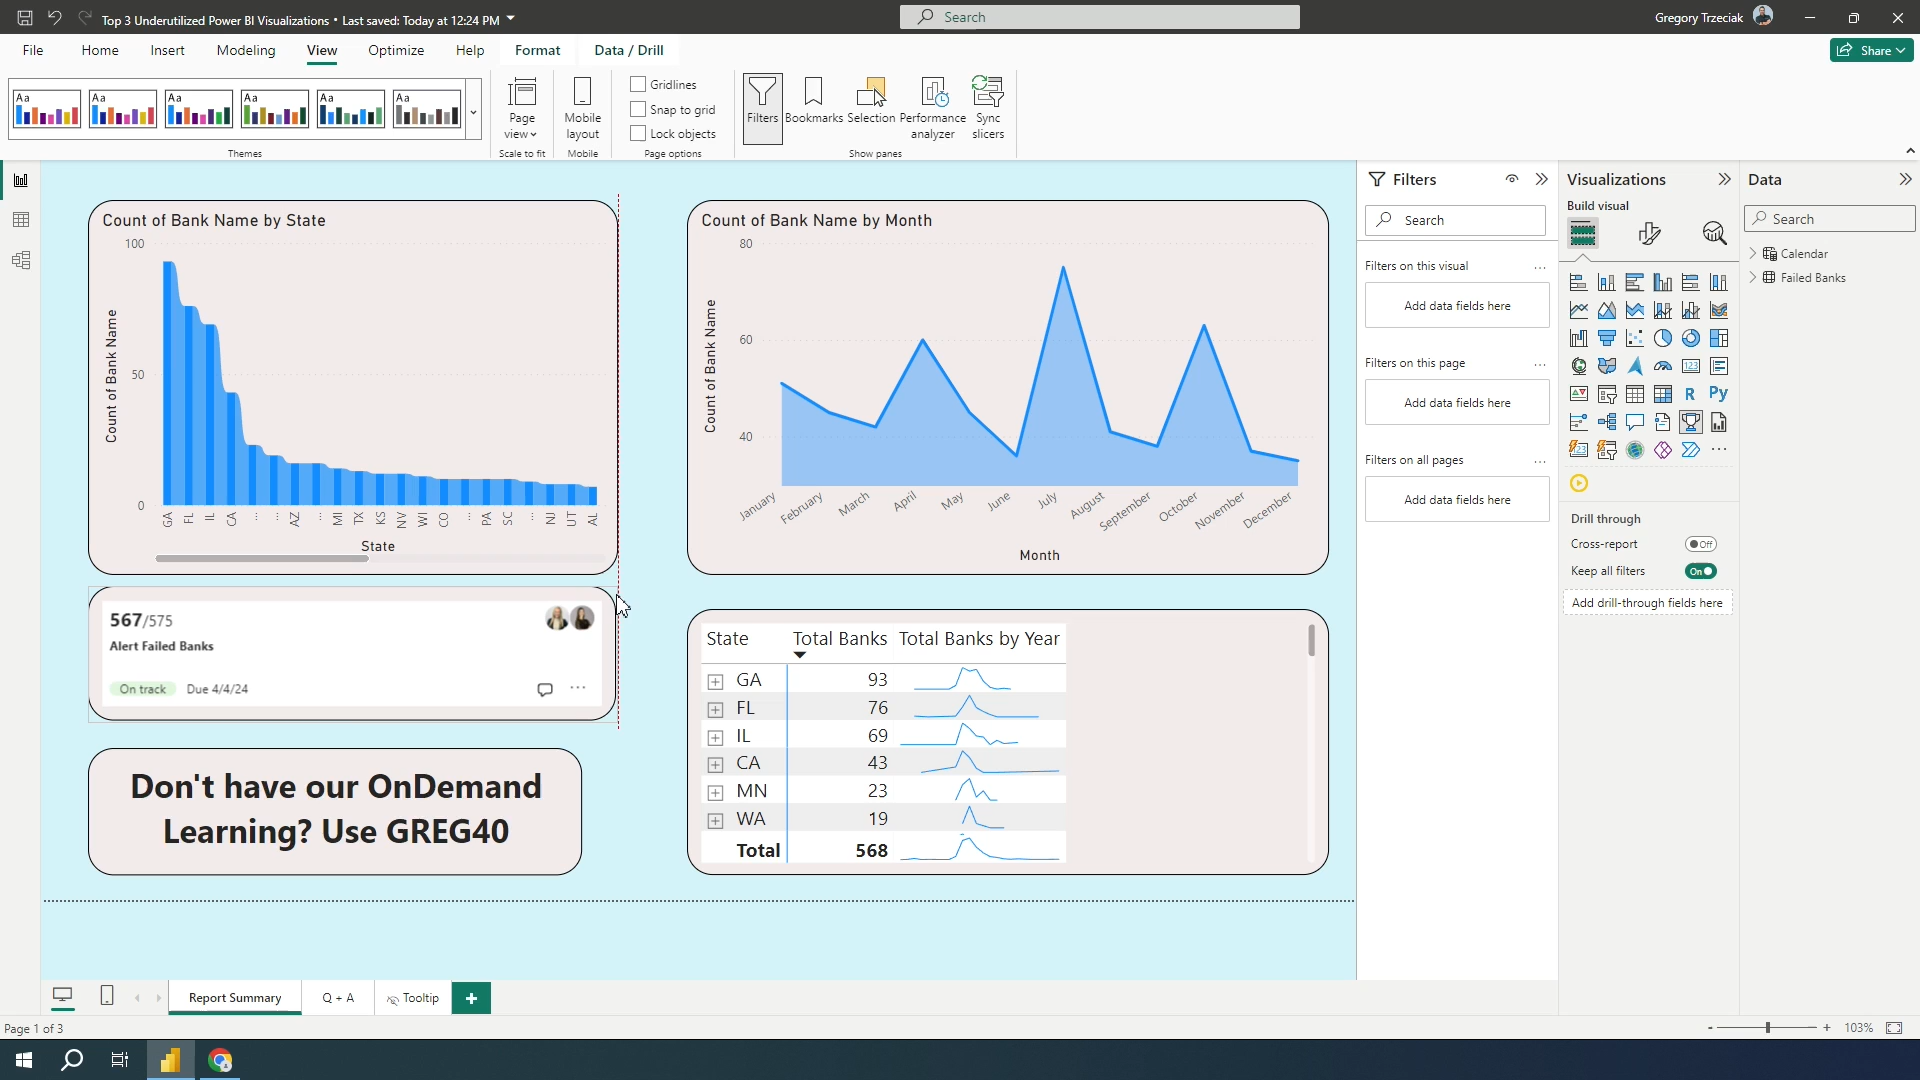 Top 3 Underutilized Power BI Visualizations • Last saved: Today at 12:24 PM
Search
Gregory Trzeciak
File
Home
Insert
Modeling
View
Optimize
Help
Format
Data / Drill
Share
Aa
Aa
Aa
Aa
Aa
Aa
Themes
Page view
Scale to fit
Mobile layout
Mobile
Gridlines
Snap to grid
Lock objects
Page options
Filters
Bookmarks
Selection
Performance analyzer
Sync slicers
Show panes
Count of Bank Name by State
Count of Bank Name
100
50
0
GA
FL
IL
CA
...
...
AZ
...
MI
TX
KS
NV
WI
CO
...
PA
SC
...
NJ
UT
AL
State
Count of Bank Name by Month
Count of Bank Name
80
60
40
January
February
March
April
May
June
July
August
September
October
November
December
Month
567/575
Alert Failed Banks
On track
Due 4/4/24
Don't have our OnDemand
Learning? Use GREG40
State Total Banks Total Banks by Year
GA 93
FL 76
IL 69
CA 43
MN 23
WA 19
Total 568
Filters
Search
Filters on this visual
Add data fields here
Filters on this page
Add data fields here
Filters on all pages
Add data fields here
Visualizations
Build visual
123
R
Py
123
Drill through
Cross-report
Off
Keep all filters
On
Add drill-through fields here
Data
Search
Calendar
Failed Banks
Report Summary
Q + A
Tooltip
Page 1 of 3
103%